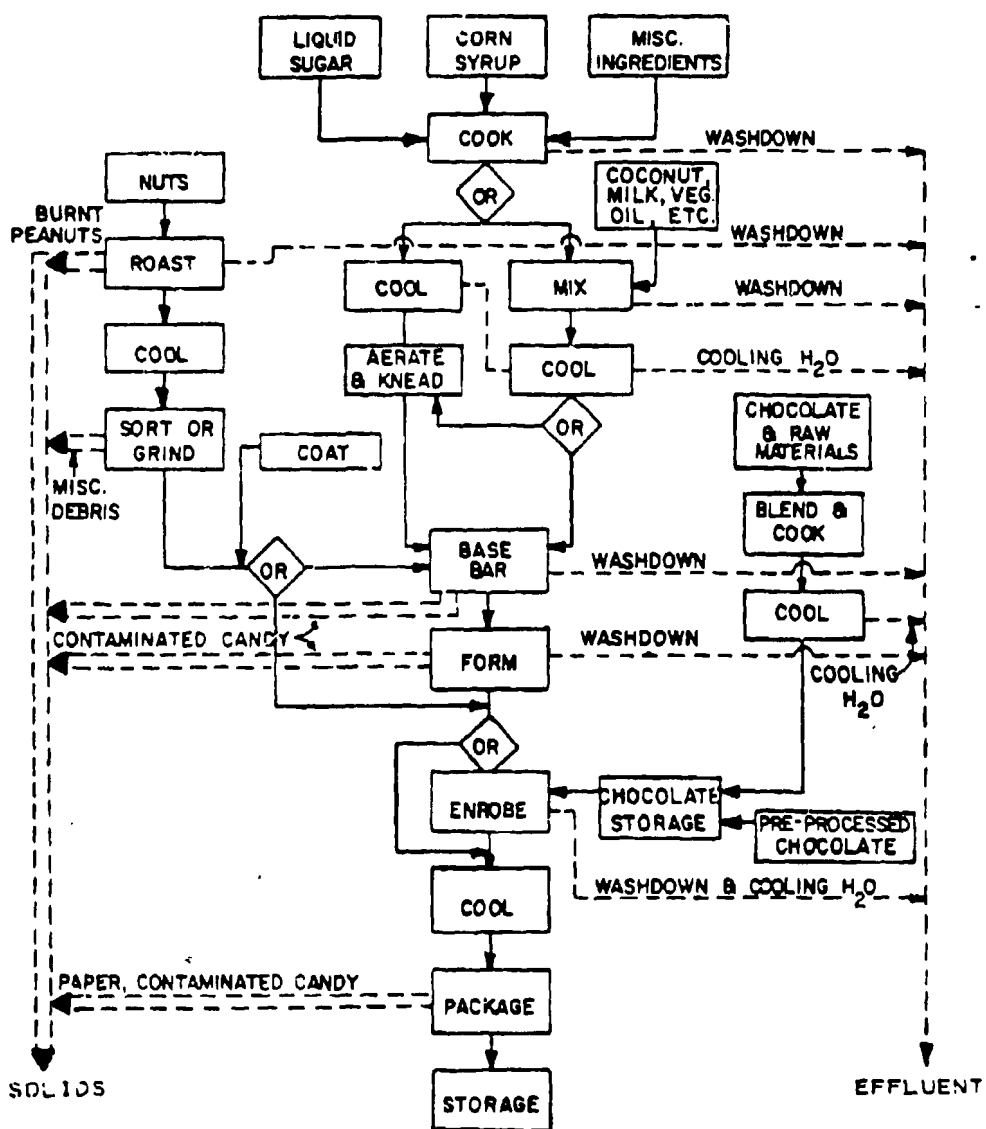 LIQUID
SUGAR
CORN
SYRUP
MISC.
INGREDIENTS
COOK
WASHDOWN
NUTS
OR
COCONUT,
MILK, VEG.
OIL, ETC.
BURNT
PEANUTS
WASHDOWN
ROAST
COOL
MIX
WASHDOWN
COOL
AERATE
& KNEAD
COOL
COOLING H2O
SORT OR
GRIND
COAT
OR
CHOCOLATE
& RAW
MATERIALS
MISC.
DEBRIS
BLEND &
COOK
OR
BASE
BAR
WASHDOWN
COOL
CONTAMINATED CANDY
FORM
WASHDOWN
COOLING
H2O
OR
ENROBE
CHOCOLATE
STORAGE
PRE-PROCESSED
CHOCOLATE
WASHDOWN & COOLING H2O
COOL
PAPER, CONTAMINATED CANDY
PACKAGE
SOLIDS
EFFLUENT
STORAGE